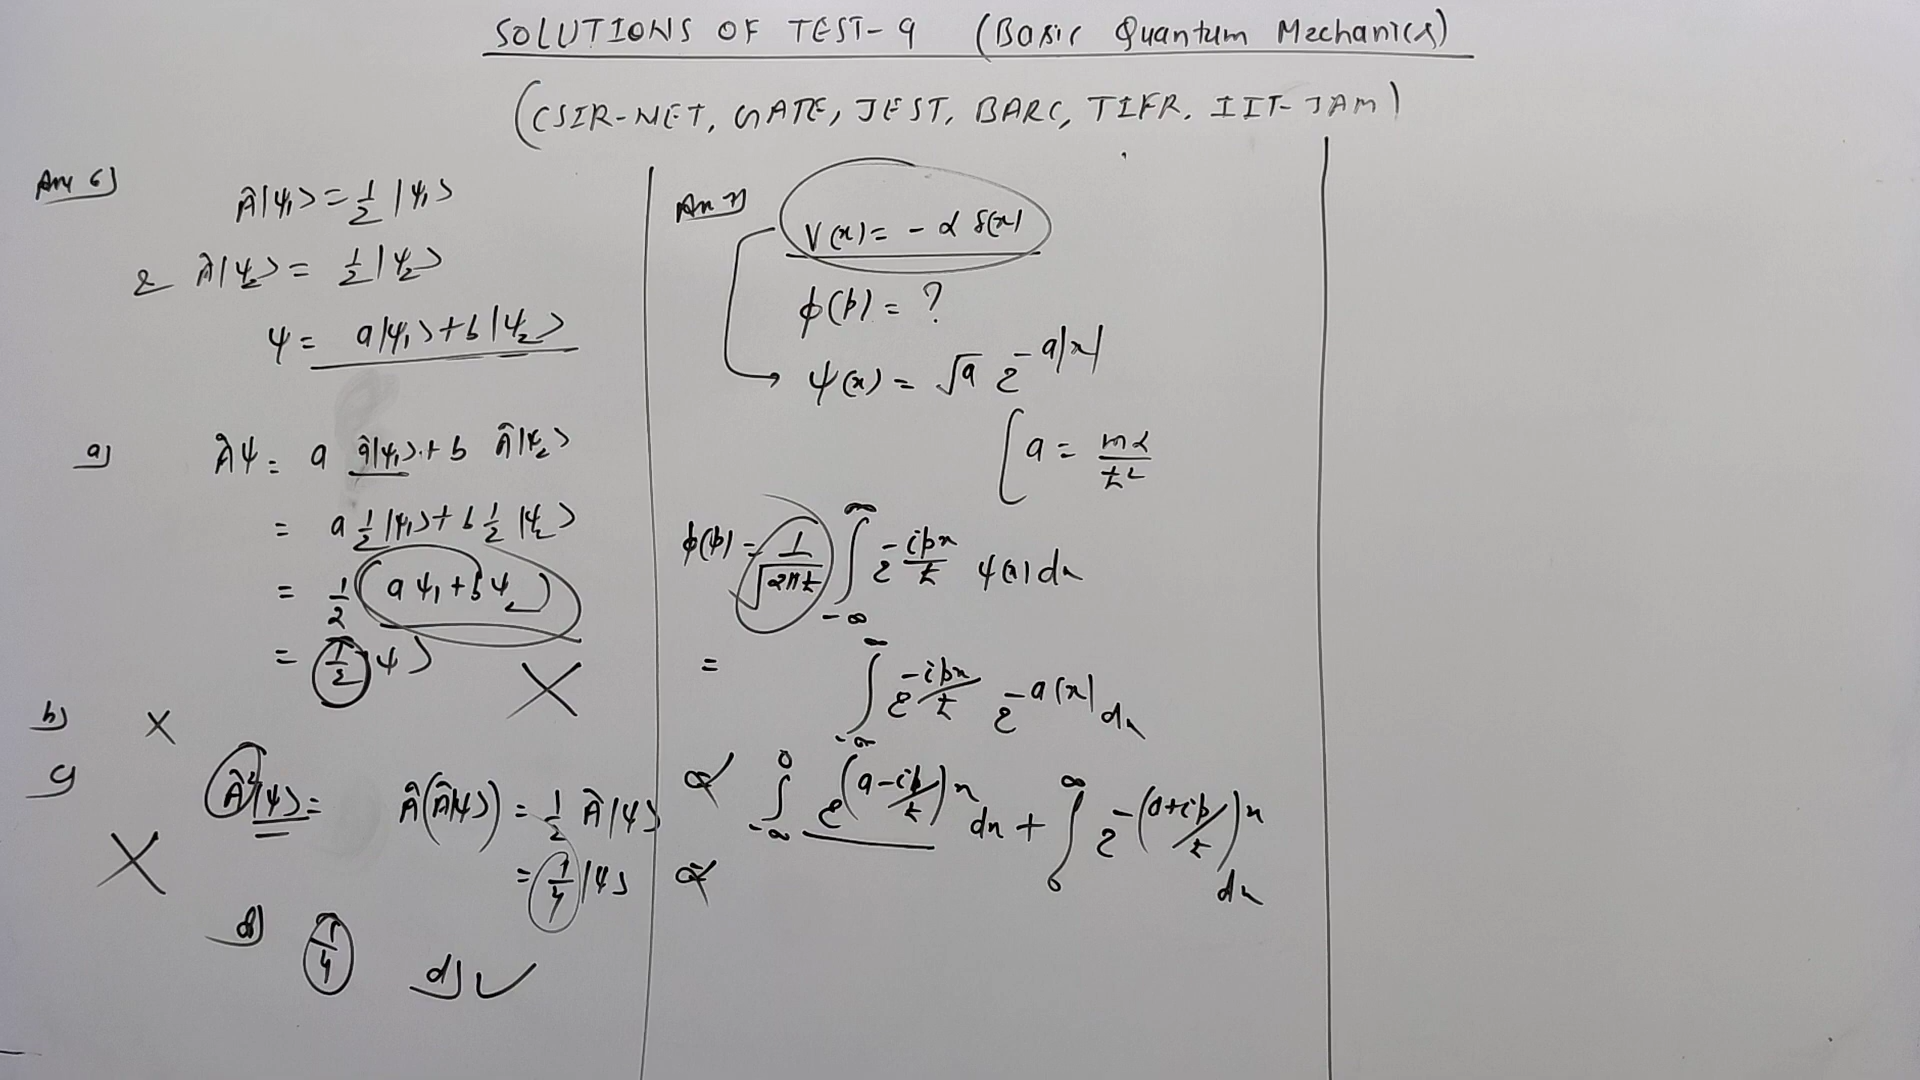 SOLUTIONS OF TEST-9 (Basic Quantum Mechanics)
(CSIR-NET, GATE, JEST, BARC, TIFR, IIT-JAM)
Ans 6)
Â|ψ₁> = 1/2 |ψ₁>
& Â|ψ₂> = 1/2 |ψ₂>
ψ = a|ψ₁> + b|ψ₂>
a) Âψ = a Â|ψ₁> + b Â|ψ₂>
= a 1/2 |ψ₁> + b 1/2 |ψ₂>
= 1/2 (aψ₁ + bψ₂)
= 1/2 ψ> X
b) X
c) Â²|ψ> = Â(Â|ψ>) = 1/2 Â|ψ>
X = 1/4 |ψ>
d) 1/4 d) ✓
Ans 7)
V(x) = - α δ(x)
ϕ(p) = ?
ψ(x) = √a e^(-a|x|)
[a = mα/ħ²
ϕ(p) = 1/√(2πħ) ∫_{-∞}^{∞} e^(-ipx/ħ) ψ(x) dx
= ∫_{-∞}^{∞} e^(-ipx/ħ) e^(-a|x|) dx
∝ ∫_{-∞}^{0} e^((a-ip/ħ)x) dx + ∫_{0}^{∞} e^(-(a+ip/ħ)x) dx
∝